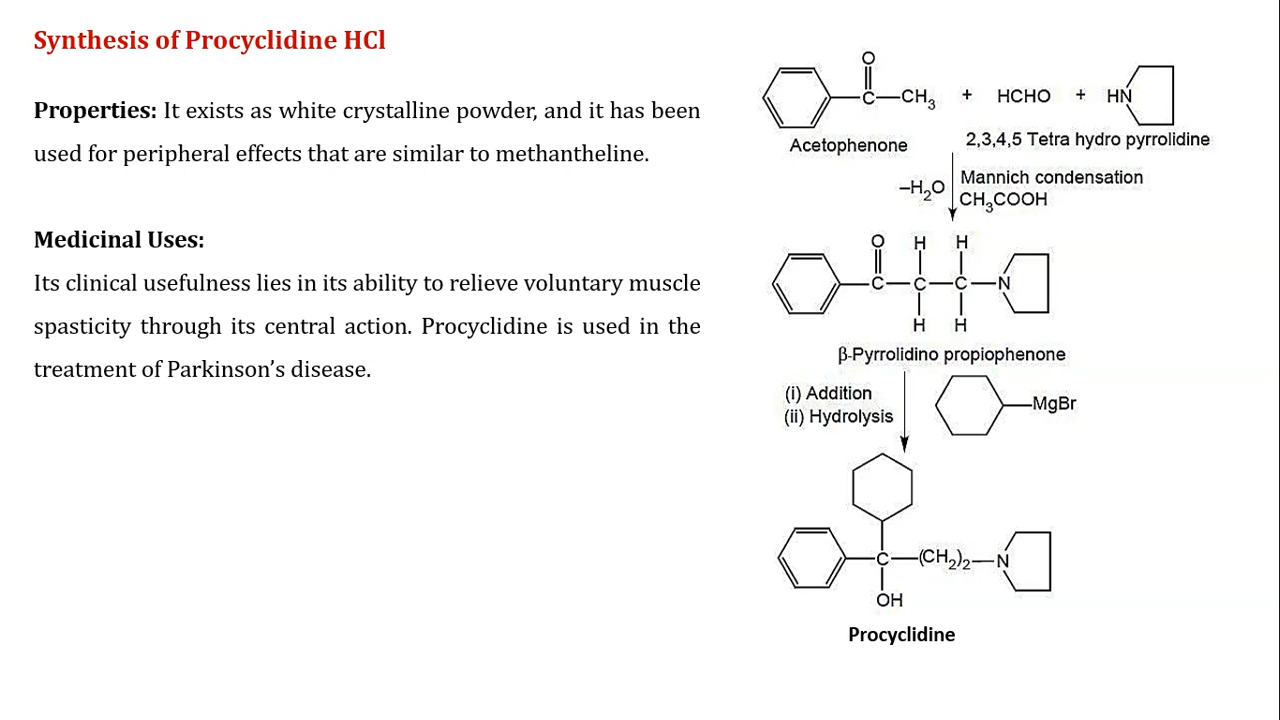 Synthesis of Procyclidine HCl
Properties: It exists as white crystalline powder, and it has been
used for peripheral effects that are similar to methantheline.
Medicinal Uses:
Its clinical usefulness lies in its ability to relieve voluntary muscle
spasticity through its central action. Procyclidine is used in the
treatment of Parkinson’s disease.
O
C—CH₃ + HCHO + HN
Acetophenone
2,3,4,5 Tetra hydro pyrrolidine
–H₂O
Mannich condensation
CH₃COOH
O H H
C—C—C—N
H H
β-Pyrrolidino propiophenone
(i) Addition
(ii) Hydrolysis
—MgBr
C—(CH₂)₂—N
OH
Procyclidine